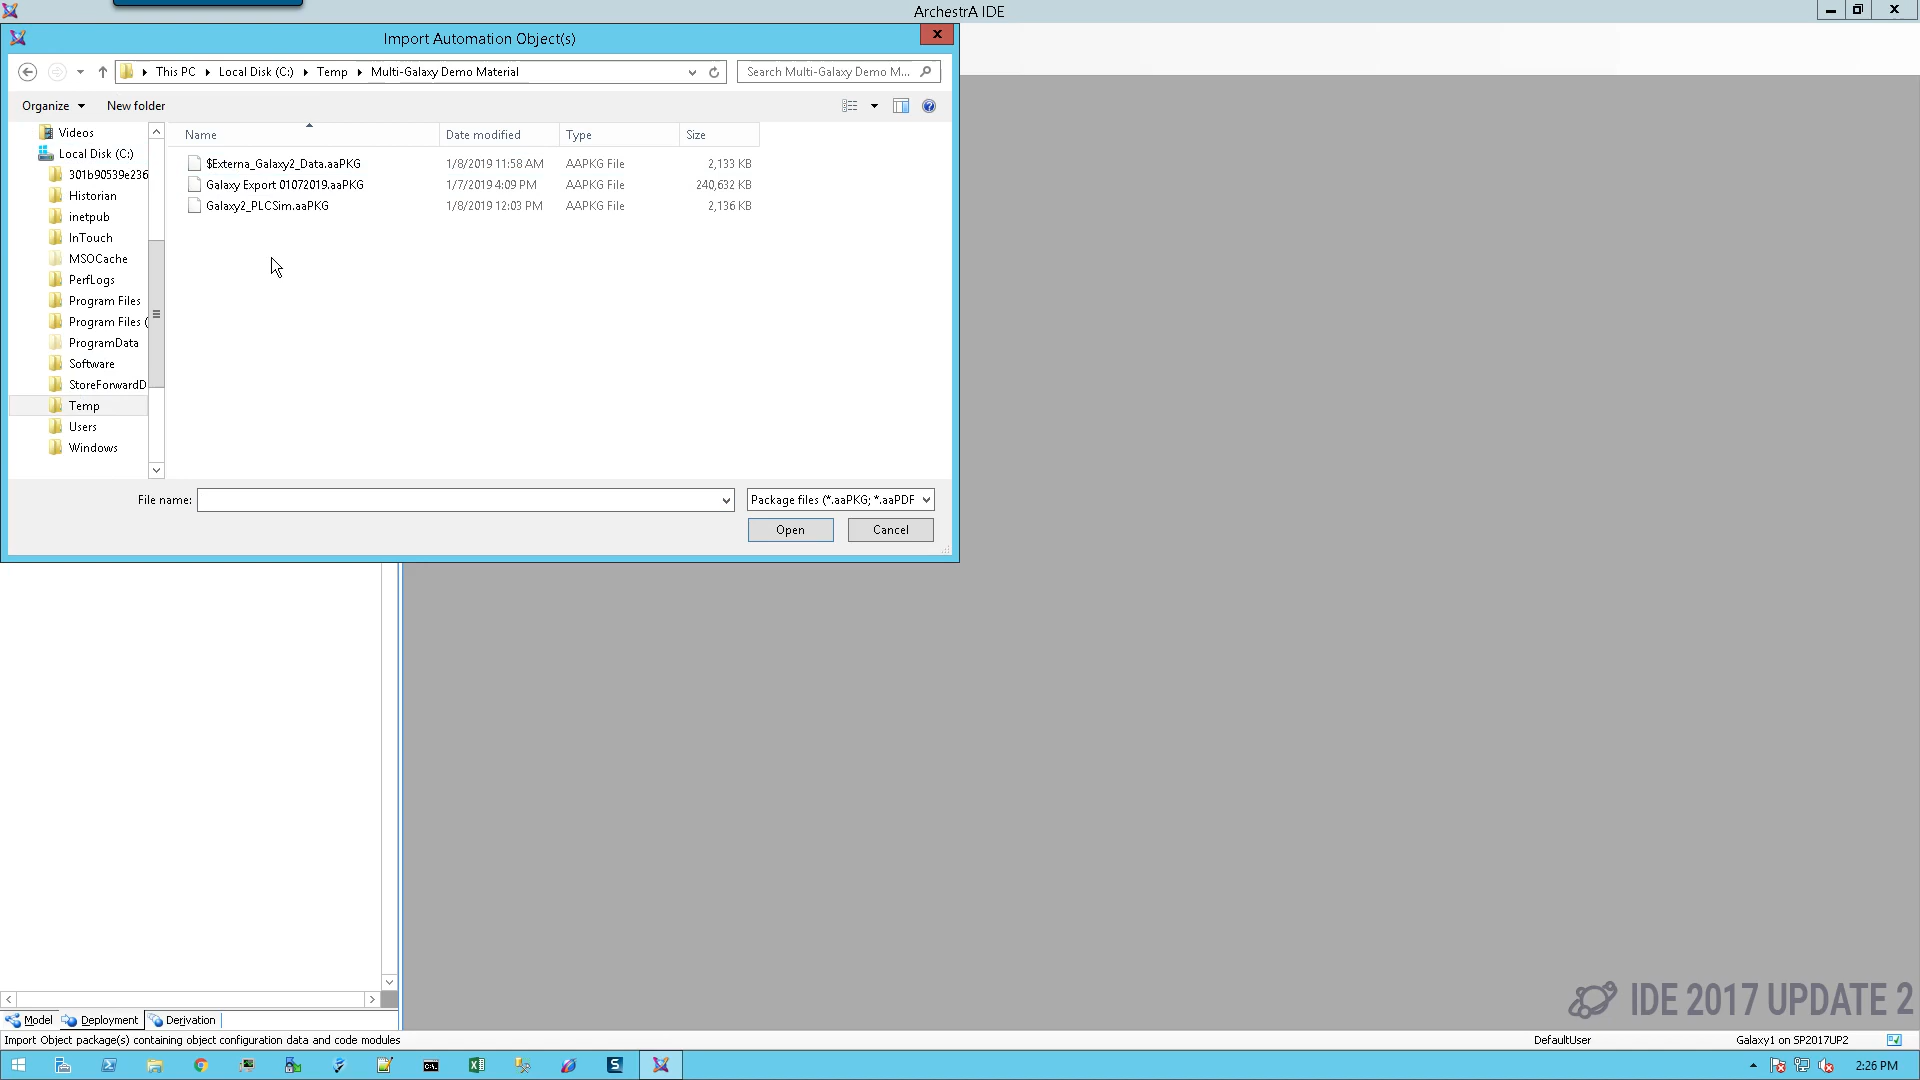 ArchestrA IDE
Import Automation Object(s)
This PC Local Disk (C:) Temp Multi-Galaxy Demo Material
Search Multi-Galaxy Demo M...
Organize New folder
Videos
Local Disk (C:)
301b90539e236
Historian
inetpub
InTouch
MSOCache
PerfLogs
Program Files
Program Files (
ProgramData
Software
StoreForwardD
Temp
Users
Windows
Name Date modified Type Size
$Externa_Galaxy2_Data.aaPKG 1/8/2019 11:58 AM AAPKG File 2,133 KB
Galaxy Export 01072019.aaPKG 1/7/2019 4:09 PM AAPKG File 240,632 KB
Galaxy2_PLCSim.aaPKG 1/8/2019 12:03 PM AAPKG File 2,136 KB
File name: Package files (*.aaPKG; *.aaPDF
Open Cancel
IDE 2017 UPDATE 2
Model Deployment Derivation
Import Object package(s) containing object configuration data and code modules DefaultUser Galaxy1 on SP2017UP2
2:26 PM